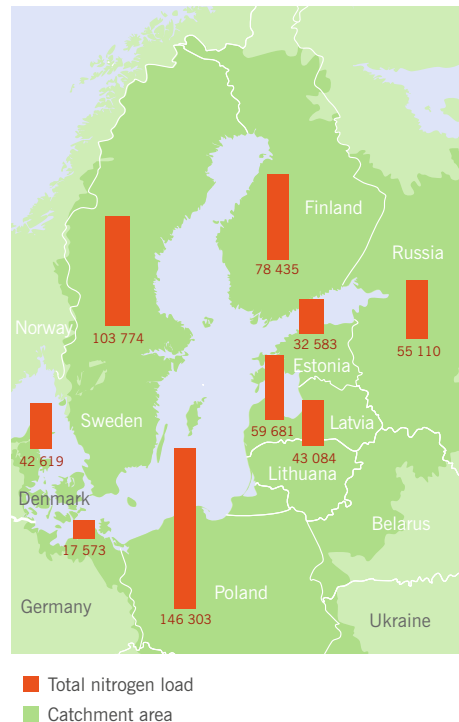 Finland
78 435
Russia
55 110
Norway
103 774
32 583
Estonia
Sweden
59 681
Latvia
43 084
42 619
Lithuana
Denmark
17 573
Belarus
Poland
Germany
146 303
Ukraine
Total nitrogen load
Catchment area